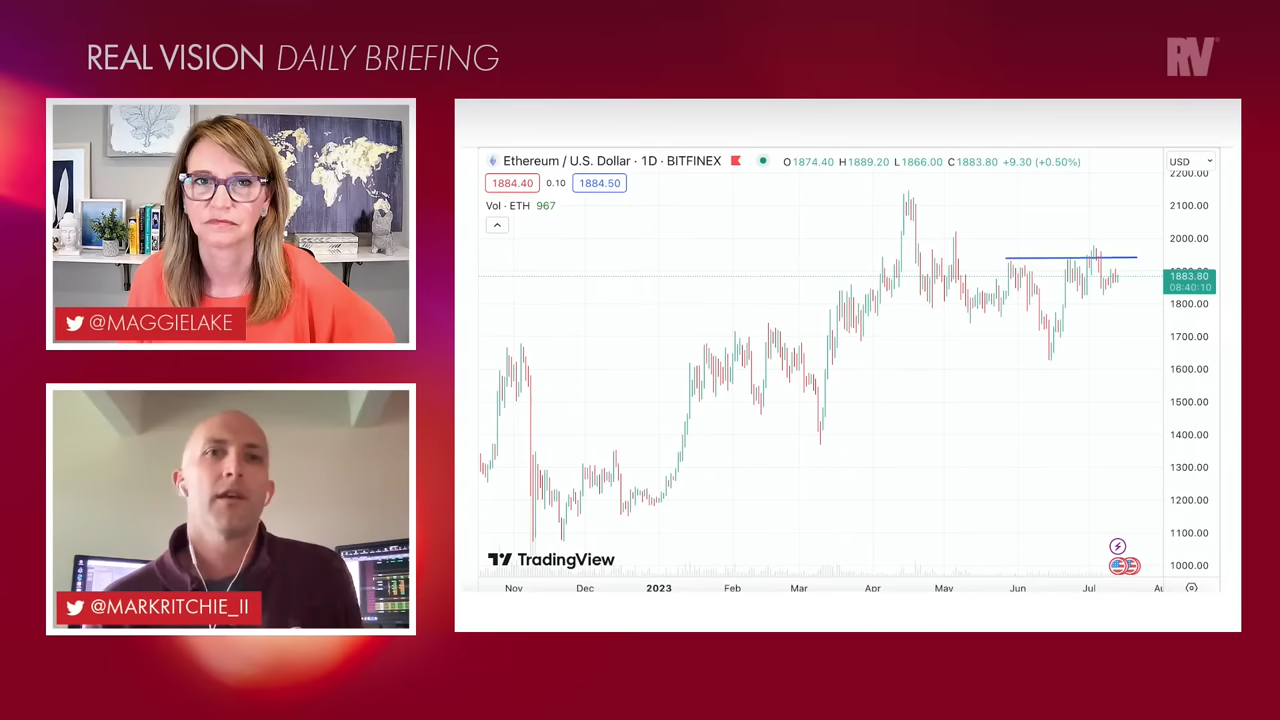 REAL VISION DAILY BRIEFING
RV
@MAGGIELAKE
@MARKRITCHIE_II
Ethereum / U.S. Dollar · 1D · BITFINEX
O1874.40 H1889.20 L1866.00 C1883.80 +9.30 (+0.50%)
USD
1884.40 0.10 1884.50
Vol · ETH 967
2200.00
2100.00
2000.00
1883.80
08:40:10
1800.00
1700.00
1600.00
1500.00
1400.00
1300.00
1200.00
1100.00
1000.00
TradingView
Nov Dec 2023 Feb Mar Apr May Jun Jul Au